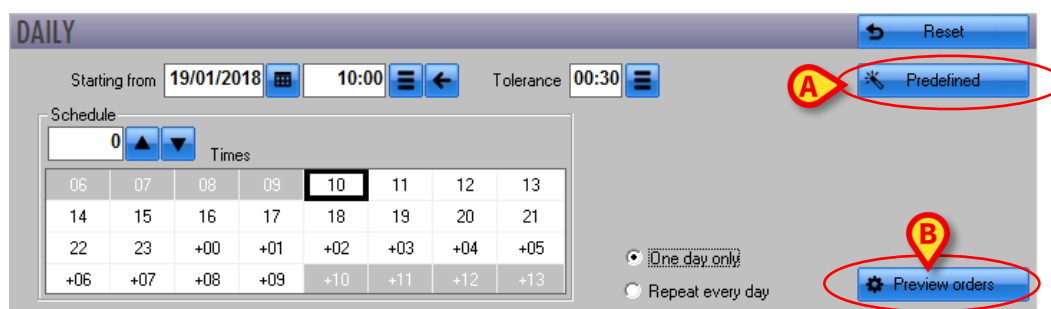 DAILY
Reset
Starting from 19/01/2018 10:00 Tolerance 00:30
A
Predefined
Schedule
0 Times
06 07 08 09 10 11 12 13
14 15 16 17 18 19 20 21
22 23 +00 +01 +02 +03 +04 +05
+06 +07 +08 +09 +10 +11 +12 +13
One day only
Repeat every day
B
Preview orders